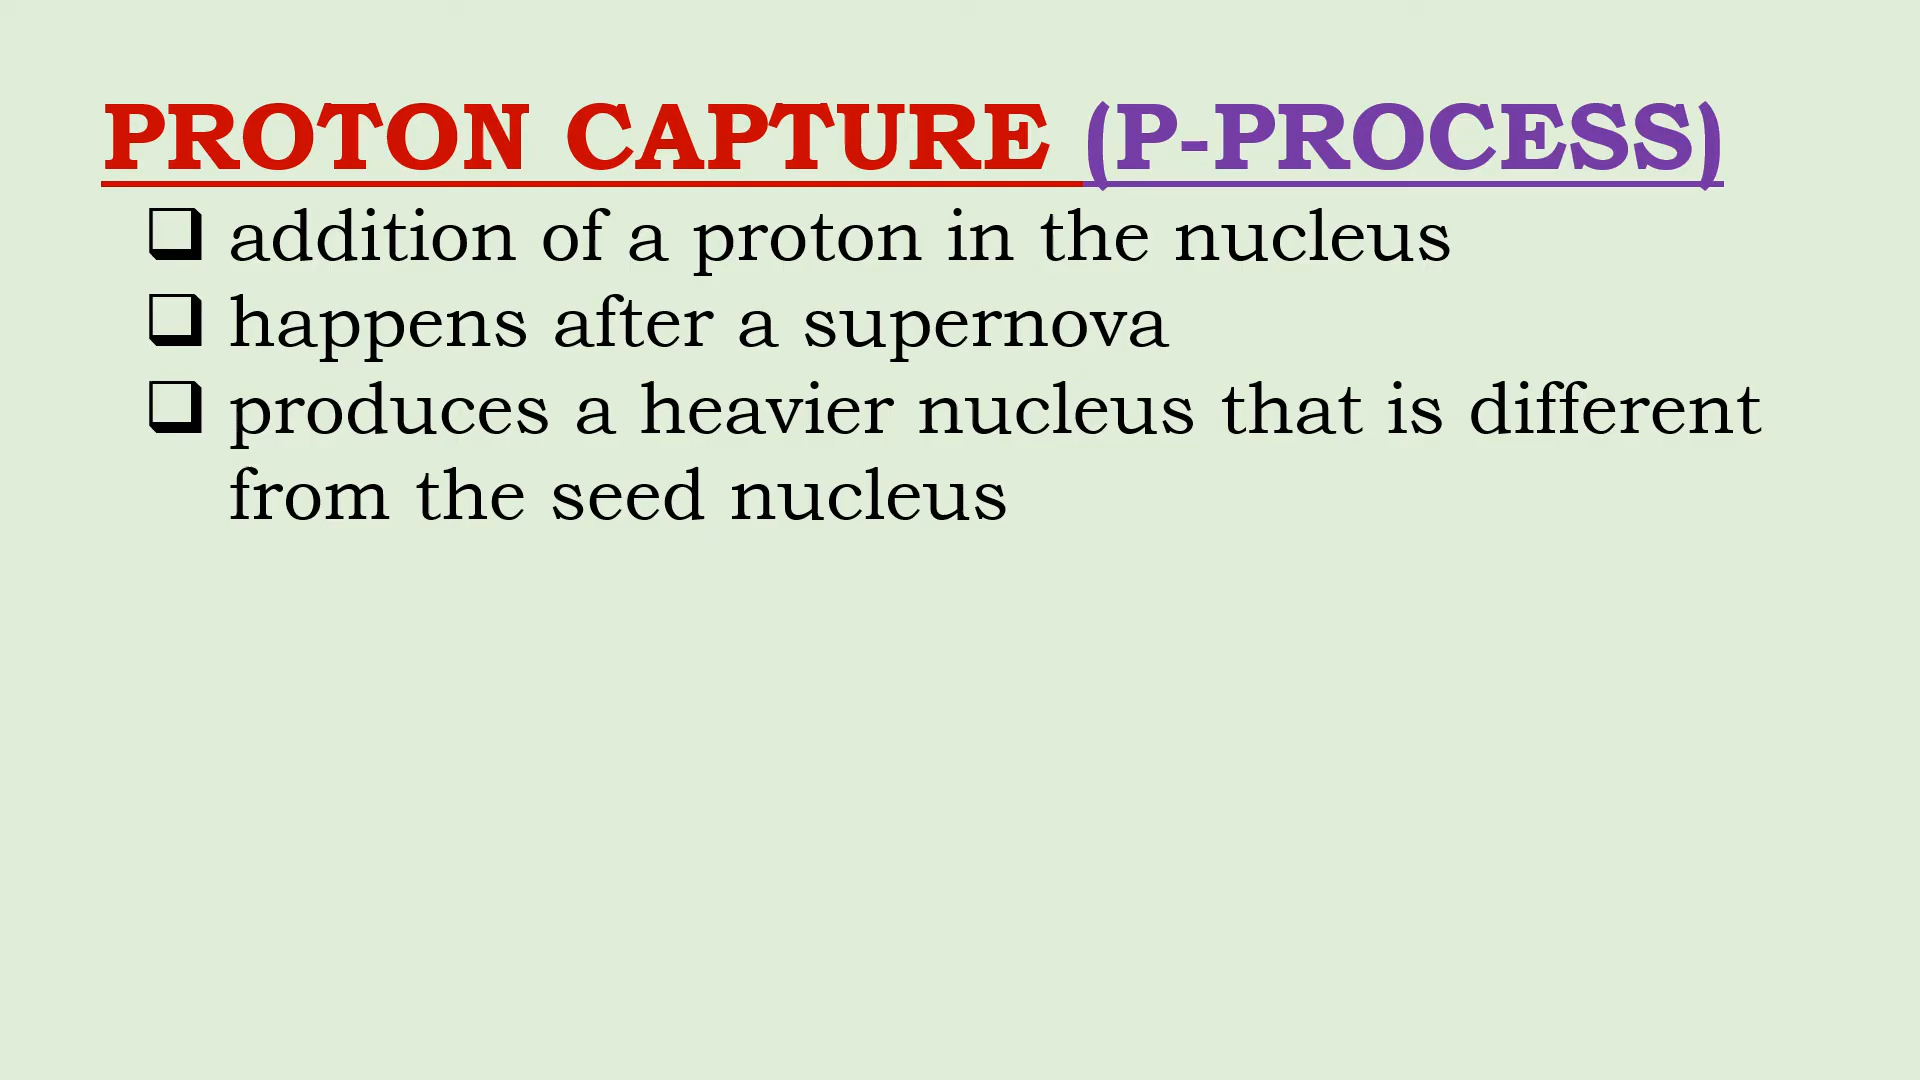 PROTON CAPTURE (P-PROCESS)
❑ addition of a proton in the nucleus
❑ happens after a supernova
❑ produces a heavier nucleus that is different
from the seed nucleus